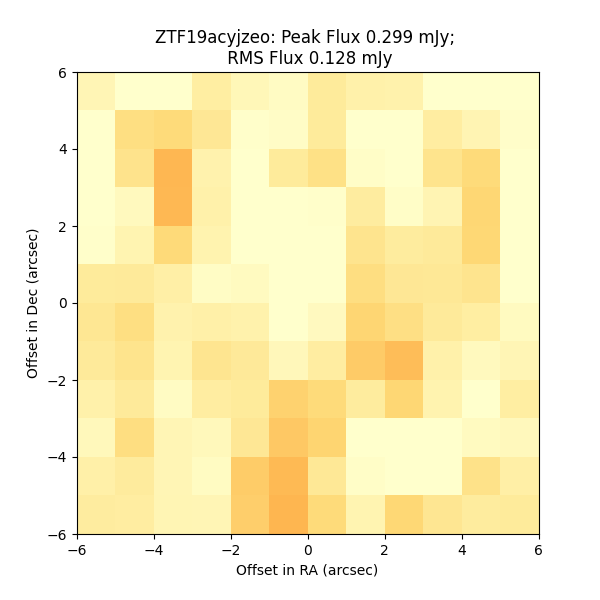 ZTF19acyjzeo: Peak Flux 0.299 mJy;
RMS Flux 0.128 mJy
6
4
2
0
−2
−4
−6
Offset in Dec (arcsec)
−6 −4 −2 0 2 4 6
Offset in RA (arcsec)